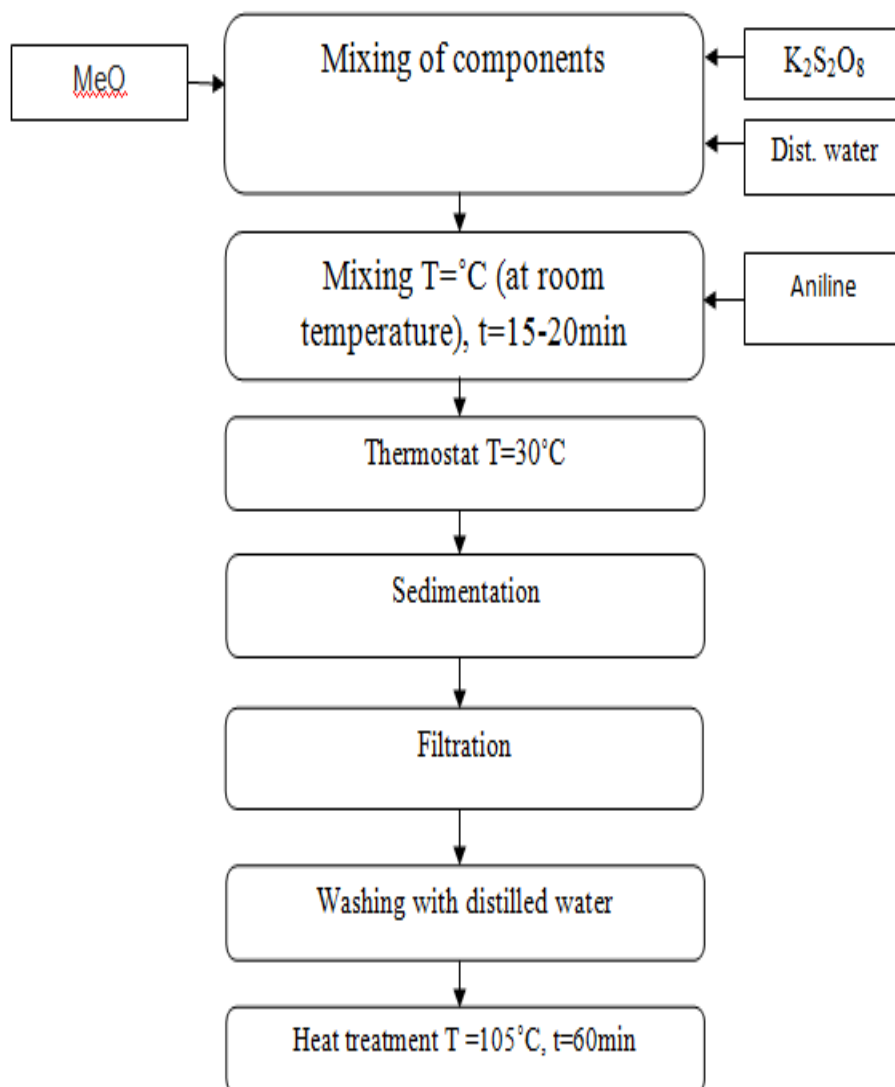 MeO
Mixing of components
K₂S₂O₈
Dist. water
Mixing T=˚C (at room
temperature), t=15-20min
Aniline
Thermostat T=30˚C
Sedimentation
Filtration
Washing with distilled water
Heat treatment T =105˚C, t=60min